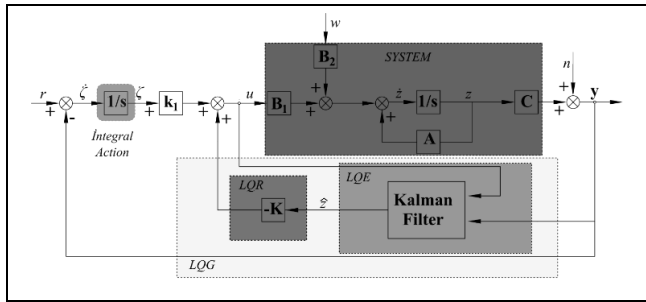 w
SYSTEM
B₂
n
r
+
-
ζ̇
1/s
ζ
+
k₁
+
+
u
B₁
+
+
+
+
ż
1/s
z
C
+
+
y
A
İntegral
Action
LQR
-K
ẑ
LQE
Kalman
Filter
LQG